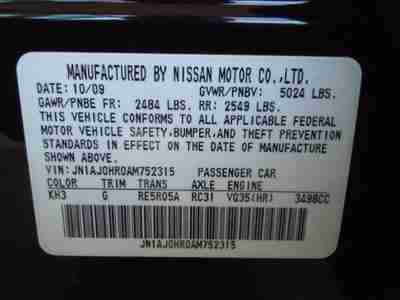 MANUFACTURED BY NISSAN MOTOR CO.,LTD.
DATE: 10/09 GVWR/PNBV: 5024 LBS.
GAWR/PNBE FR: 2484 LBS. RR: 2549 LBS.
THIS VEHICLE CONFORMS TO ALL APPLICABLE FEDERAL
MOTOR VEHICLE SAFETY,BUMPER,AND THEFT PREVENTION
STANDARDS IN EFFECT ON THE DATE OF MANUFACTURE
SHOWN ABOVE.
VIN: JN1AJ0HR0AM752315 PASSENGER CAR
COLOR TRIM TRANS AXLE ENGINE
KH3 G RE5R05A RC31 VQ35(HR) 3498CC
JN1AJ0HR0AM752315